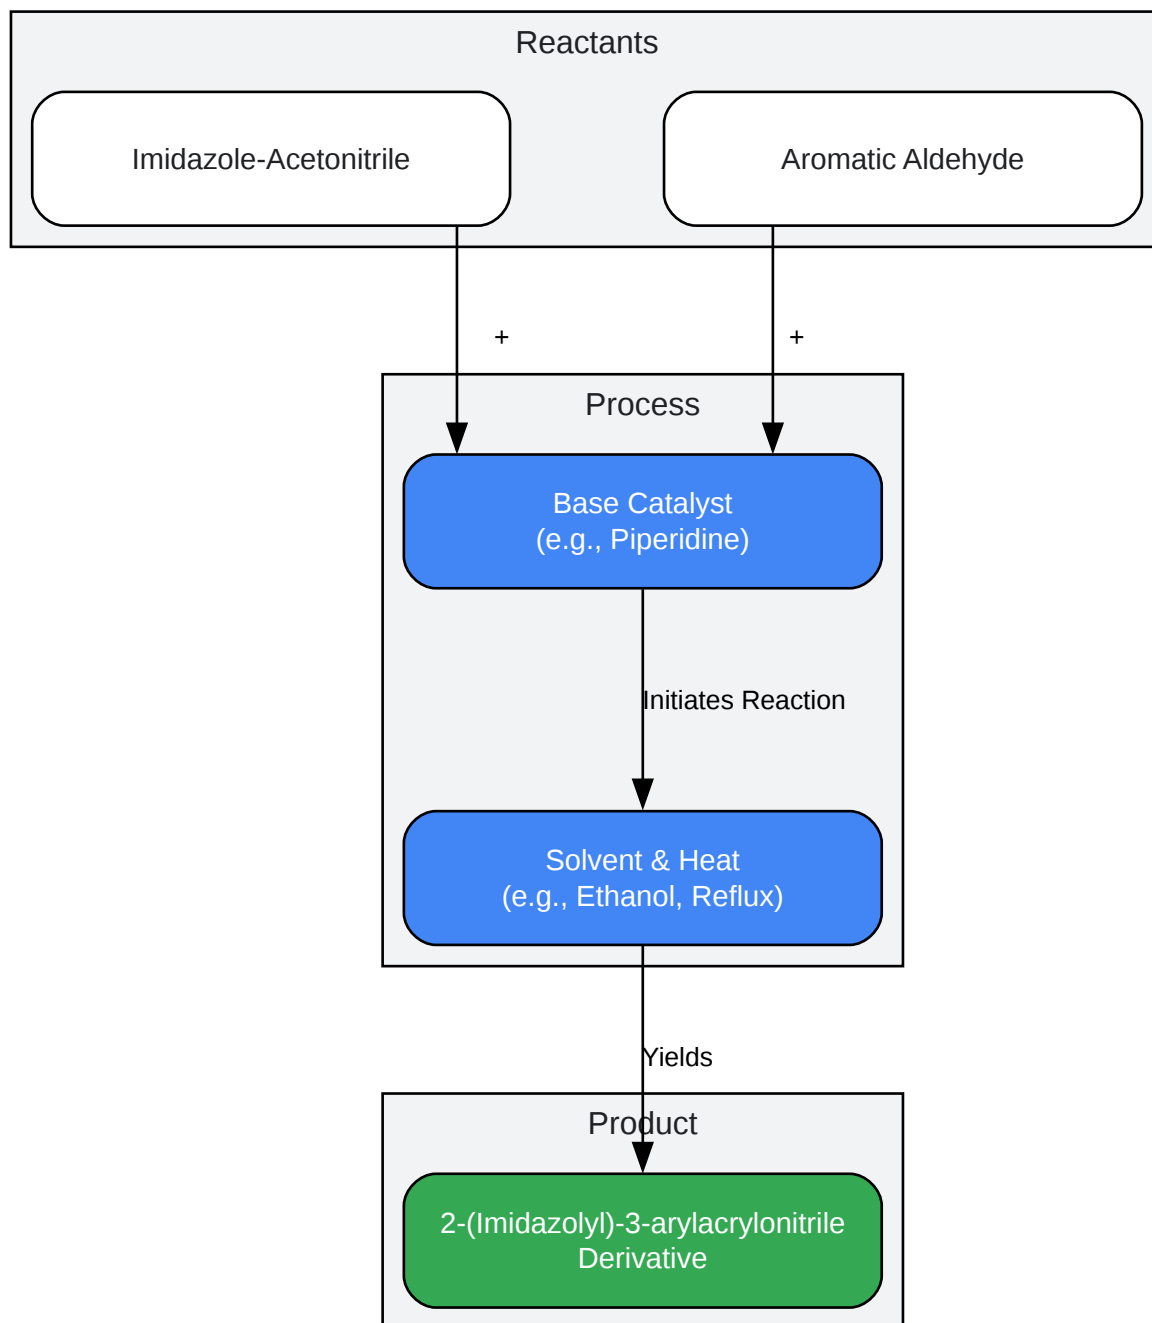 Reactants
Imidazole-Acetonitrile
Aromatic Aldehyde
+
+
Process
Base Catalyst
(e.g., Piperidine)
Initiates Reaction
Solvent & Heat
(e.g., Ethanol, Reflux)
Yields
Product
2-(Imidazolyl)-3-arylacrylonitrile
Derivative